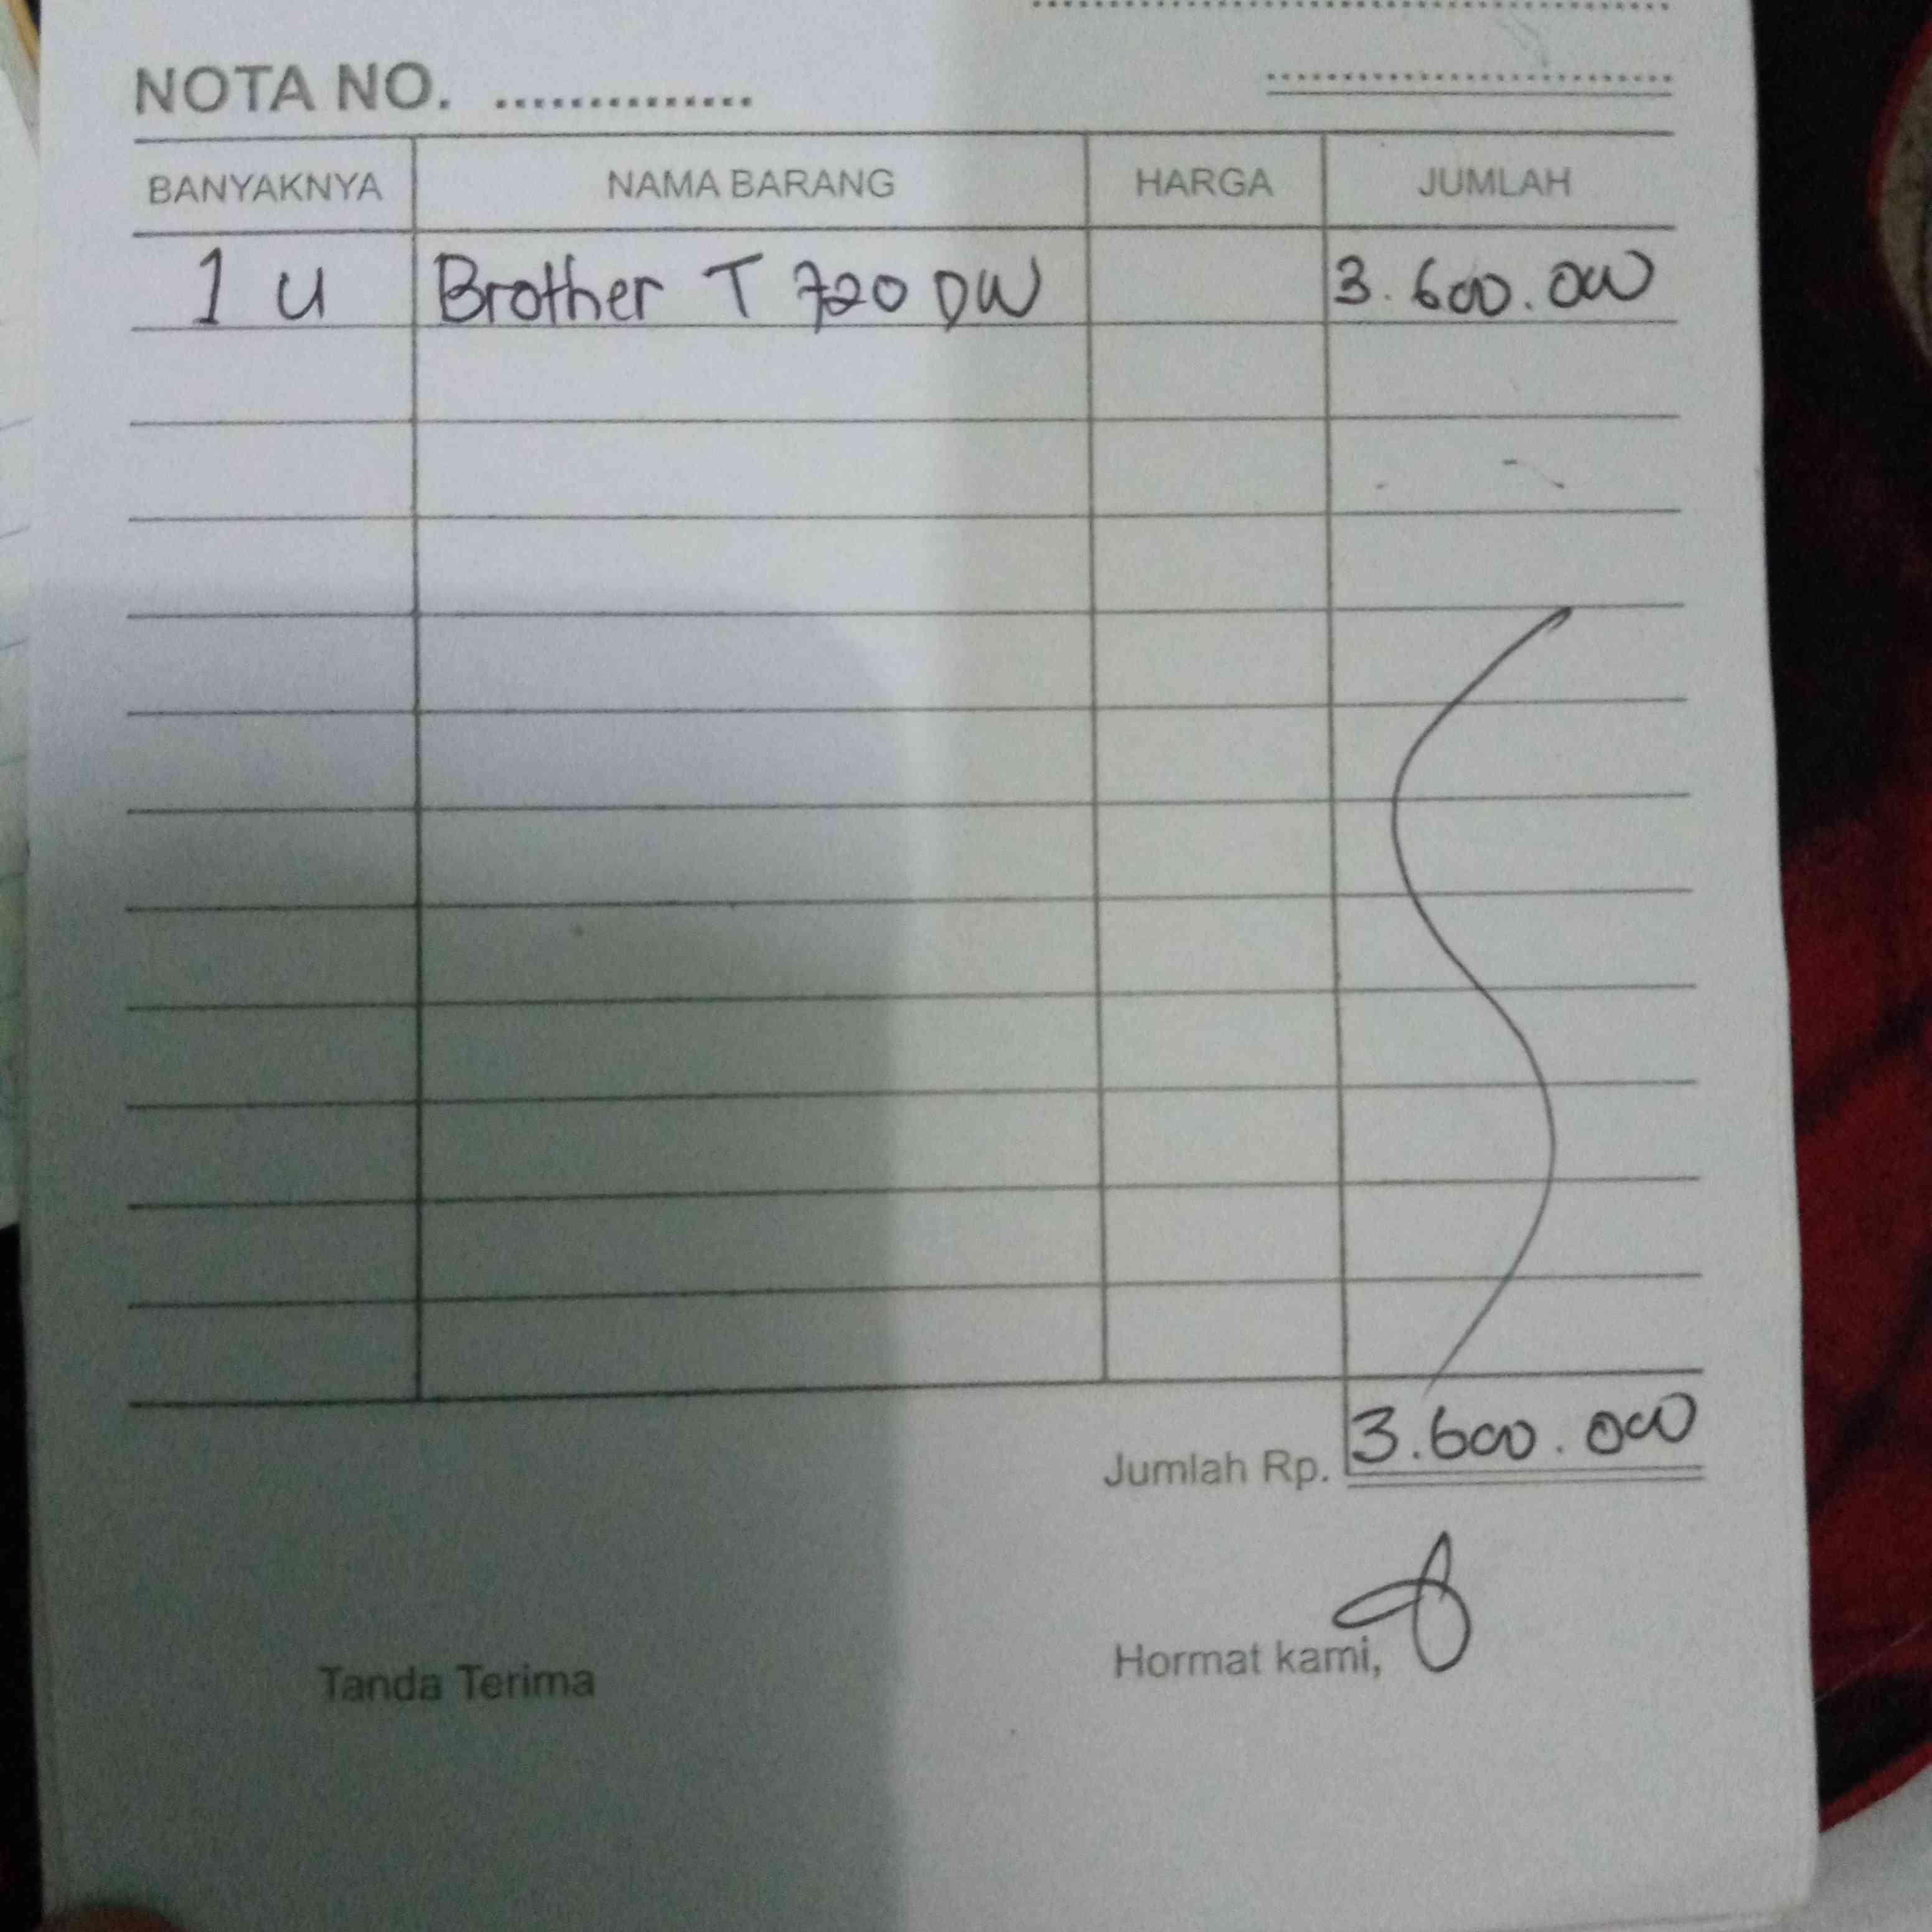 NOTA NO. ..............
BANYAKNYA NAMA BARANG HARGA JUMLAH
1 U Brother T 720 DW 3.600.000
Jumlah Rp. 3.600.000
Tanda Terima Hormat kami,